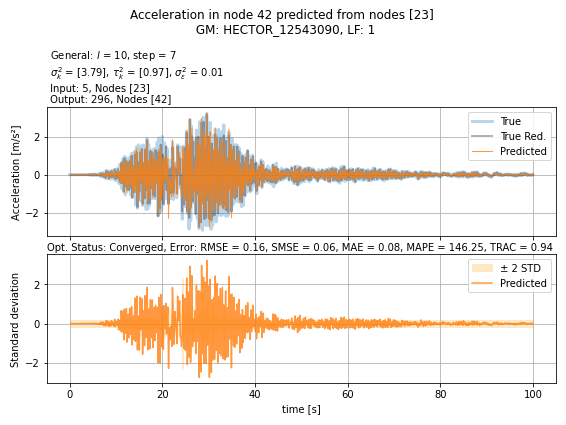 Acceleration in node 42 predicted from nodes [23]
GM: HECTOR_12543090, LF: 1
General: l = 10, step = 7
σ²ₖ = [3.79], τ²ₖ = [0.97], σ²ε = 0.01
Input: 5, Nodes [23]
Output: 296, Nodes [42]
True
True Red.
Predicted
Acceleration [m/s²]
2
0
−2
Opt. Status: Converged, Error: RMSE = 0.16, SMSE = 0.06, MAE = 0.08, MAPE = 146.25, TRAC = 0.94
± 2 STD
Predicted
Standard deviation
2
0
−2
0 20 40 60 80 100
time [s]